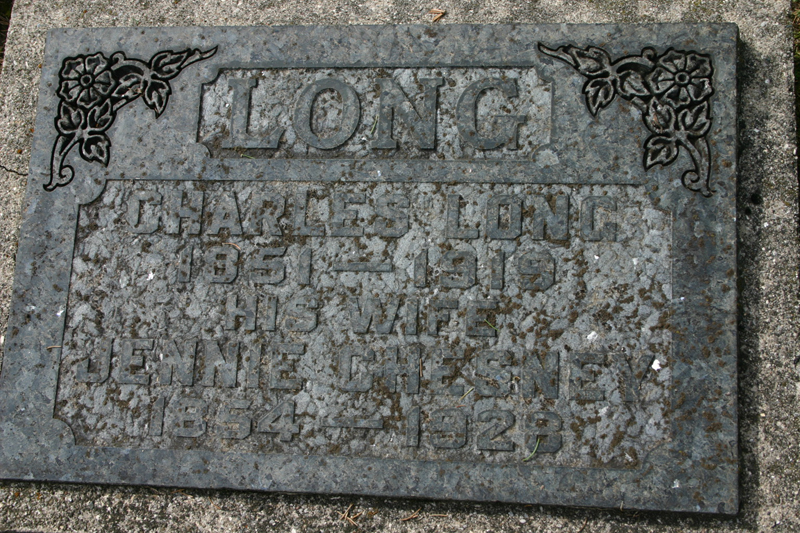 LONG
CHARLES LONG
1851 — 1919
HIS WIFE
JENNIE CHESNEY
1854 — 1928